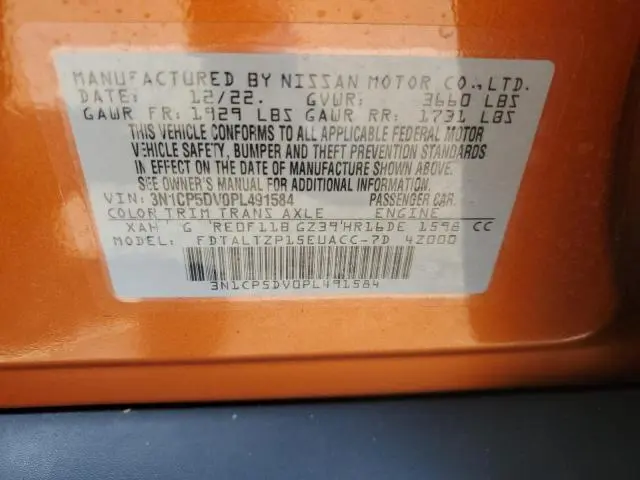 MANUFACTURED BY NISSAN MOTOR CO.,LTD.
DATE: 12/22. GVWR: 3660 LBS
GAWR FR: 1929 LBS GAWR RR: 1731 LBS
THIS VEHICLE CONFORMS TO ALL APPLICABLE FEDERAL MOTOR
VEHICLE SAFETY, BUMPER AND THEFT PREVENTION STANDARDS
IN EFFECT ON THE DATE OF MANUFACTURE SHOWN ABOVE.
SEE OWNER'S MANUAL FOR ADDITIONAL INFORMATION.
VIN: 3N1CP5DV0PL491584 PASSENGER CAR.
COLOR TRIM TRANS AXLE ENGINE
XAH G RE0F11B GZ39 HR16DE 1598 CC
MODEL: FDTALTZP15EUACC-7D 4Z000
3N1CP5DV0PL491584